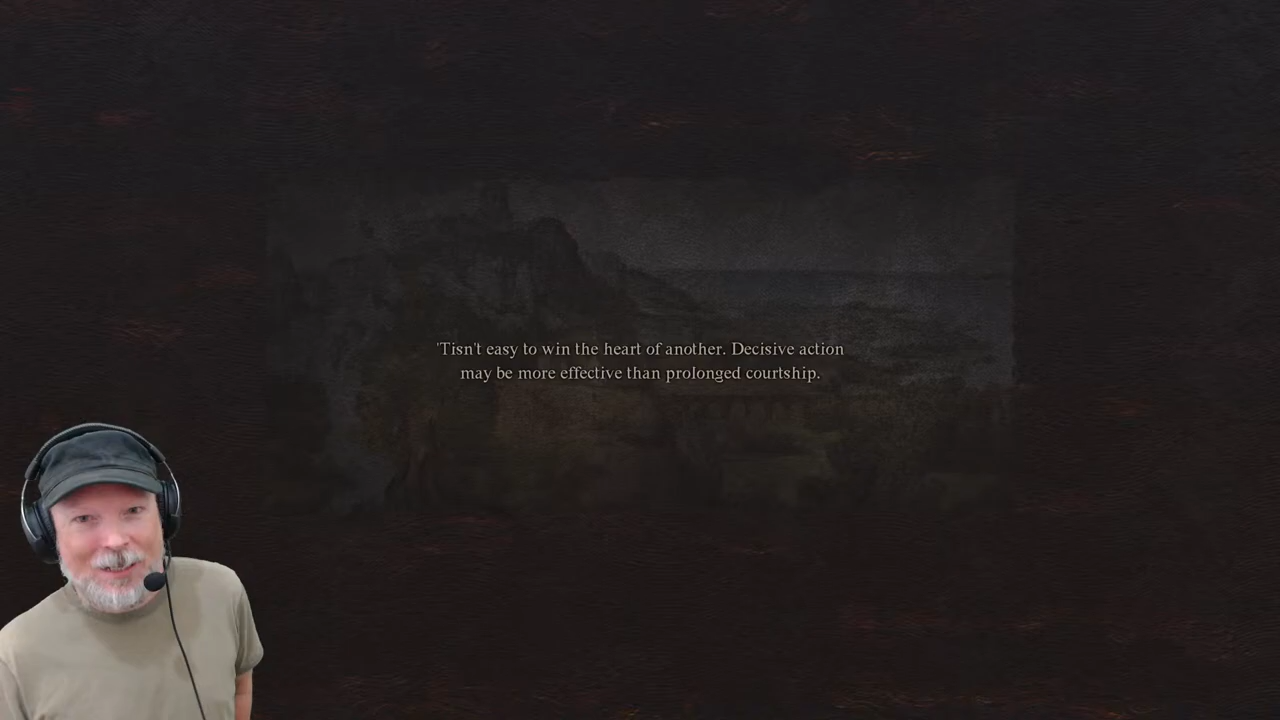 'Tisn't easy to win the heart of another. Decisive action
may be more effective than prolonged courtship.